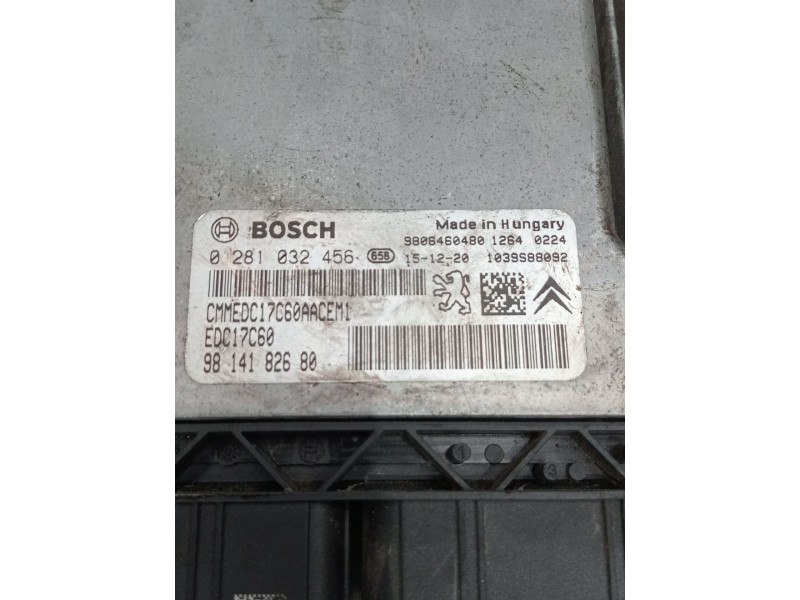 BOSCH
Made in Hungary
9808460480 1264 0224
0 281 032 456 658 15-12-20 1039S88092
CMMEDC17C60AACEM1
EDC17C60
98 141 826 80